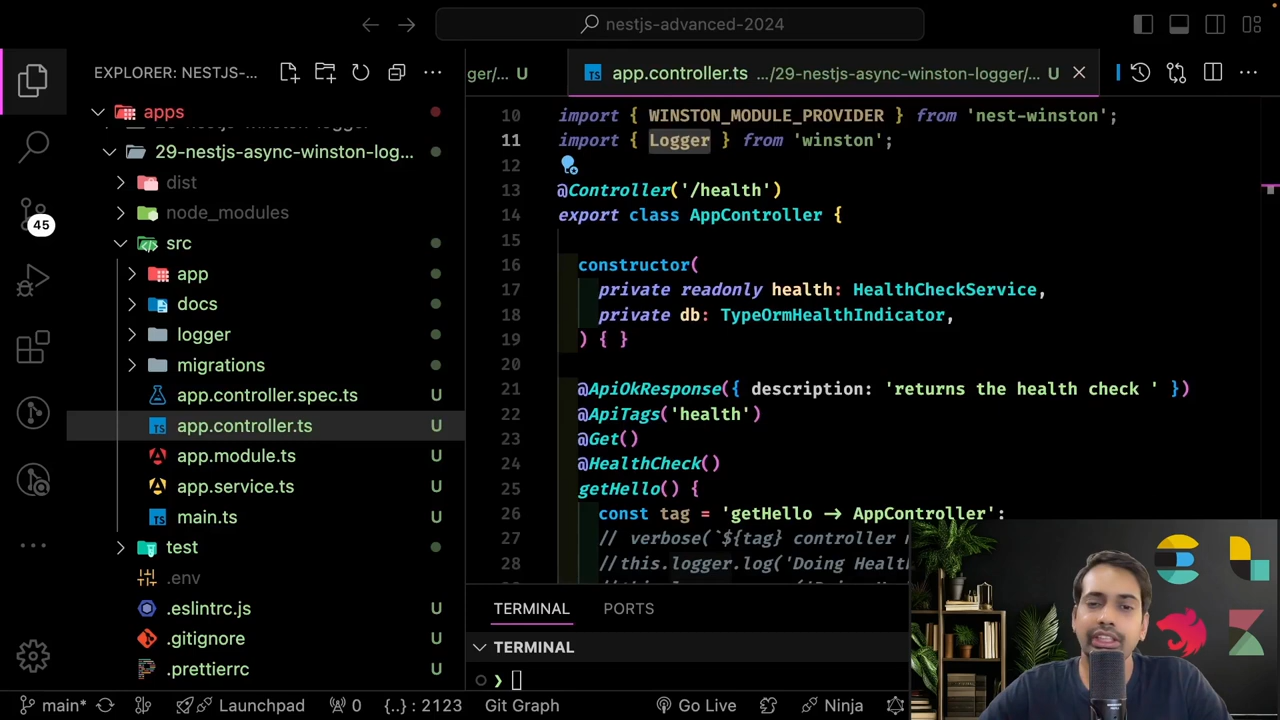 nestjs-advanced-2024
EXPLORER: NESTJS-...
apps
29-nestjs-async-winston-log...
dist
node_modules
src
app
docs
logger
migrations
app.controller.spec.ts U
app.controller.ts U
app.module.ts U
app.service.ts U
main.ts U
test
.env
.eslintrc.js U
.gitignore U
.prettierrc U
45
ger/... U
app.controller.ts .../29-nestjs-async-winston-logger/... U
10 import { WINSTON_MODULE_PROVIDER } from 'nest-winston';
11 import { Logger } from 'winston';
12
13 @Controller('/health')
14 export class AppController {
15
16 constructor(
17 private readonly health: HealthCheckService,
18 private db: TypeOrmHealthIndicator,
19 ) { }
20
21 @ApiOkResponse({ description: 'returns the health check ' })
22 @ApiTags('health')
23 @Get()
24 @HealthCheck()
25 getHello() {
26 const tag = 'getHello -> AppController';
27 // verbose(`${tag} controller
28 //this.logger.log('Doing Heal
TERMINAL PORTS
TERMINAL
❯
main* 0 Launchpad 0 {..} : 2123 Git Graph Go Live Ninja